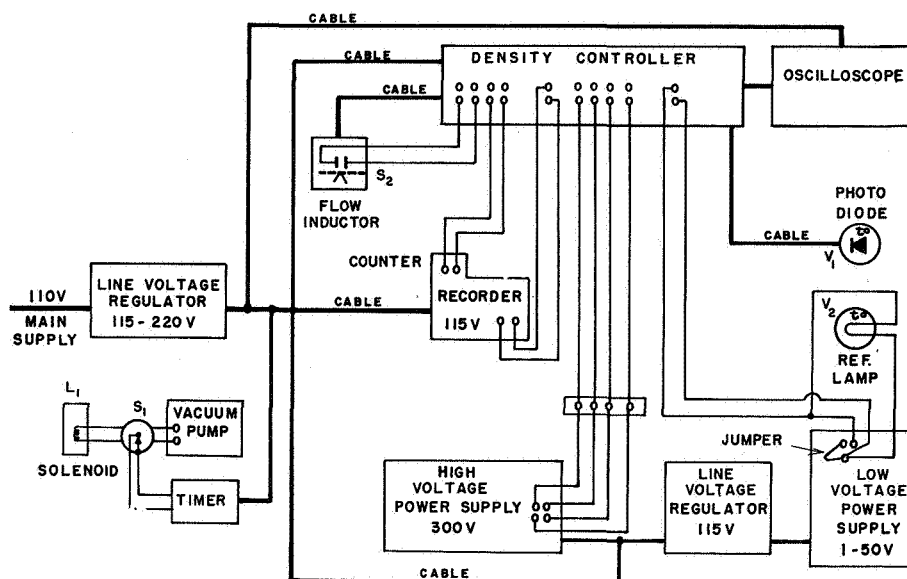 CABLE
CABLE
DENSITY CONTROLLER
OSCILLOSCOPE
CABLE
S2
FLOW
INDUCTOR
PHOTO
DIODE
to
V1
CABLE
COUNTER
LINE VOLTAGE
REGULATOR
115-220V
110V
MAIN
SUPPLY
CABLE
RECORDER
115V
V2
to
REF.
LAMP
L1
S1
VACUUM
PUMP
SOLENOID
TIMER
JUMPER
HIGH
VOLTAGE
POWER SUPPLY
300V
LINE
VOLTAGE
REGULATOR
115V
LOW
VOLTAGE
POWER
SUPPLY
1-50V
CABLE